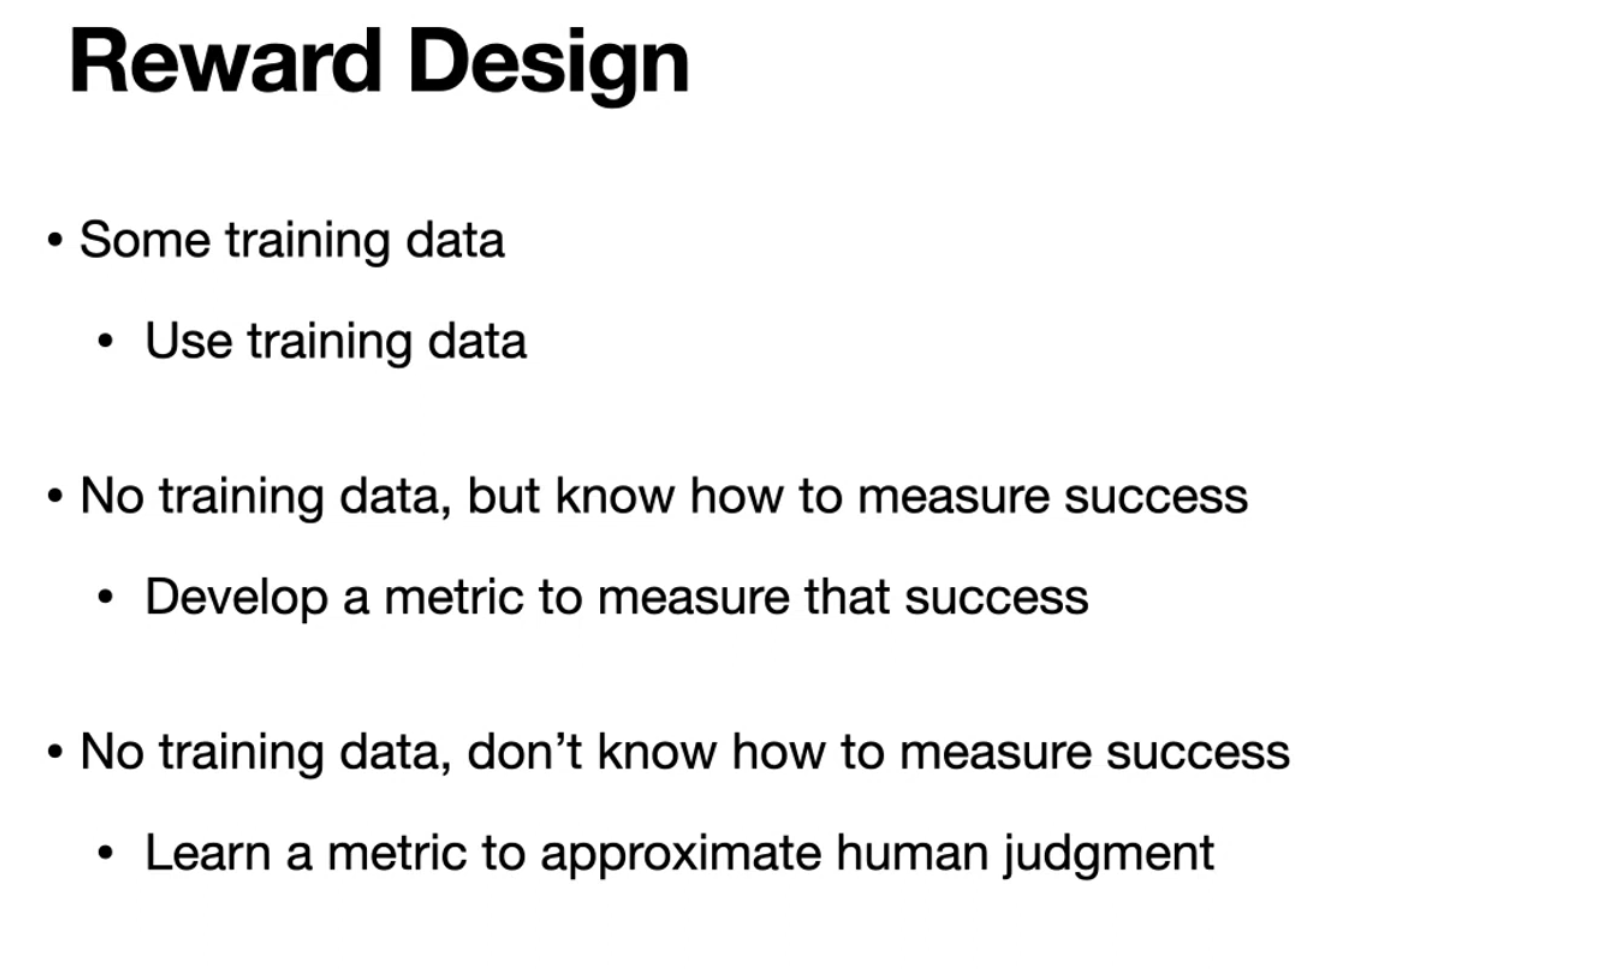 Reward Design
• Some training data
• Use training data
• No training data, but know how to measure success
• Develop a metric to measure that success
• No training data, don’t know how to measure success
• Learn a metric to approximate human judgment